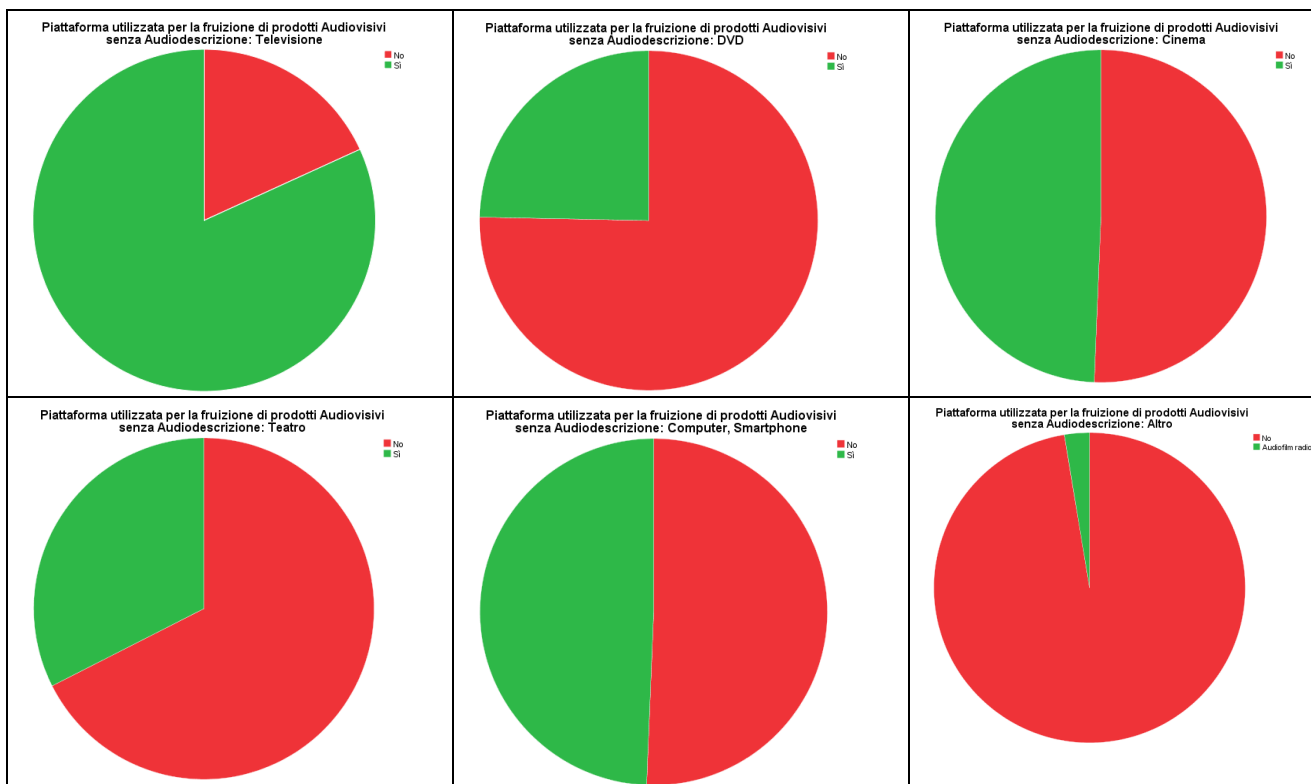 Piattaforma utilizzata per la fruizione di prodotti Audiovisivi
senza Audiodescrizione: Televisione
No
Sì
Piattaforma utilizzata per la fruizione di prodotti Audiovisivi
senza Audiodescrizione: DVD
No
Sì
Piattaforma utilizzata per la fruizione di prodotti Audiovisivi
senza Audiodescrizione: Cinema
No
Sì
Piattaforma utilizzata per la fruizione di prodotti Audiovisivi
senza Audiodescrizione: Teatro
No
Sì
Piattaforma utilizzata per la fruizione di prodotti Audiovisivi
senza Audiodescrizione: Computer, Smartphone
No
Sì
Piattaforma utilizzata per la fruizione di prodotti Audiovisivi
senza Audiodescrizione: Altro
No
Audiofilm radio